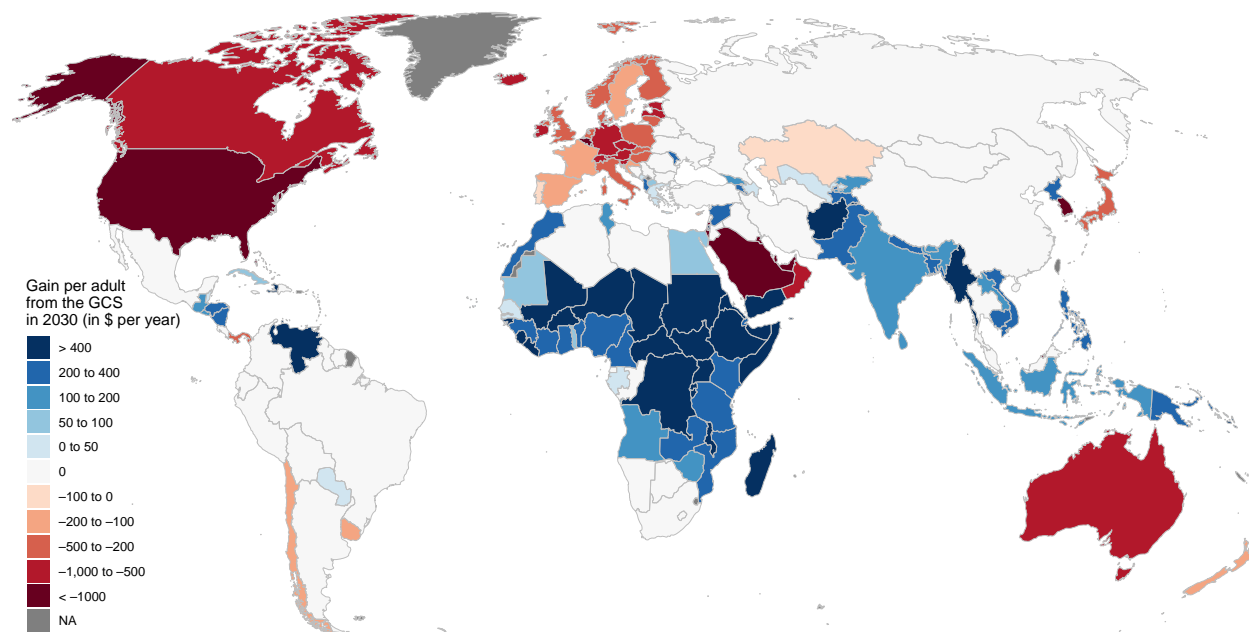 Gain per adult
from the GCS
in 2030 (in $ per year)
> 400
200 to 400
100 to 200
50 to 100
0 to 50
0
–100 to 0
–200 to –100
–500 to –200
–1,000 to –500
< –1000
NA